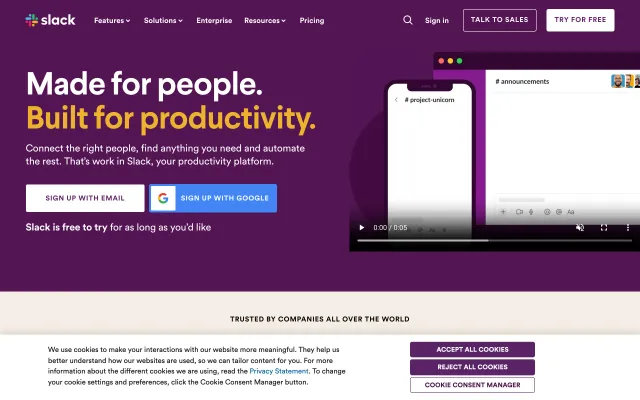 slack
Features Solutions Enterprise Resources Pricing Sign in TALK TO SALES TRY FOR FREE
Made for people.
Built for productivity.
Connect the right people, find anything you need and automate
the rest. That's work in Slack, your productivity platform.
SIGN UP WITH EMAIL
G SIGN UP WITH GOOGLE
Slack is free to try for as long as you'd like
# announcements
# project-unicorn
Aa
0:00 / 0:05
TRUSTED BY COMPANIES ALL OVER THE WORLD
We use cookies to make your interactions with our website more meaningful. They help us
better understand how our websites are used, so we can tailor content for you. For more
information about the different cookies we are using, read the Privacy Statement. To change
your cookie settings and preferences, click the Cookie Consent Manager button.
ACCEPT ALL COOKIES
REJECT ALL COOKIES
COOKIE CONSENT MANAGER